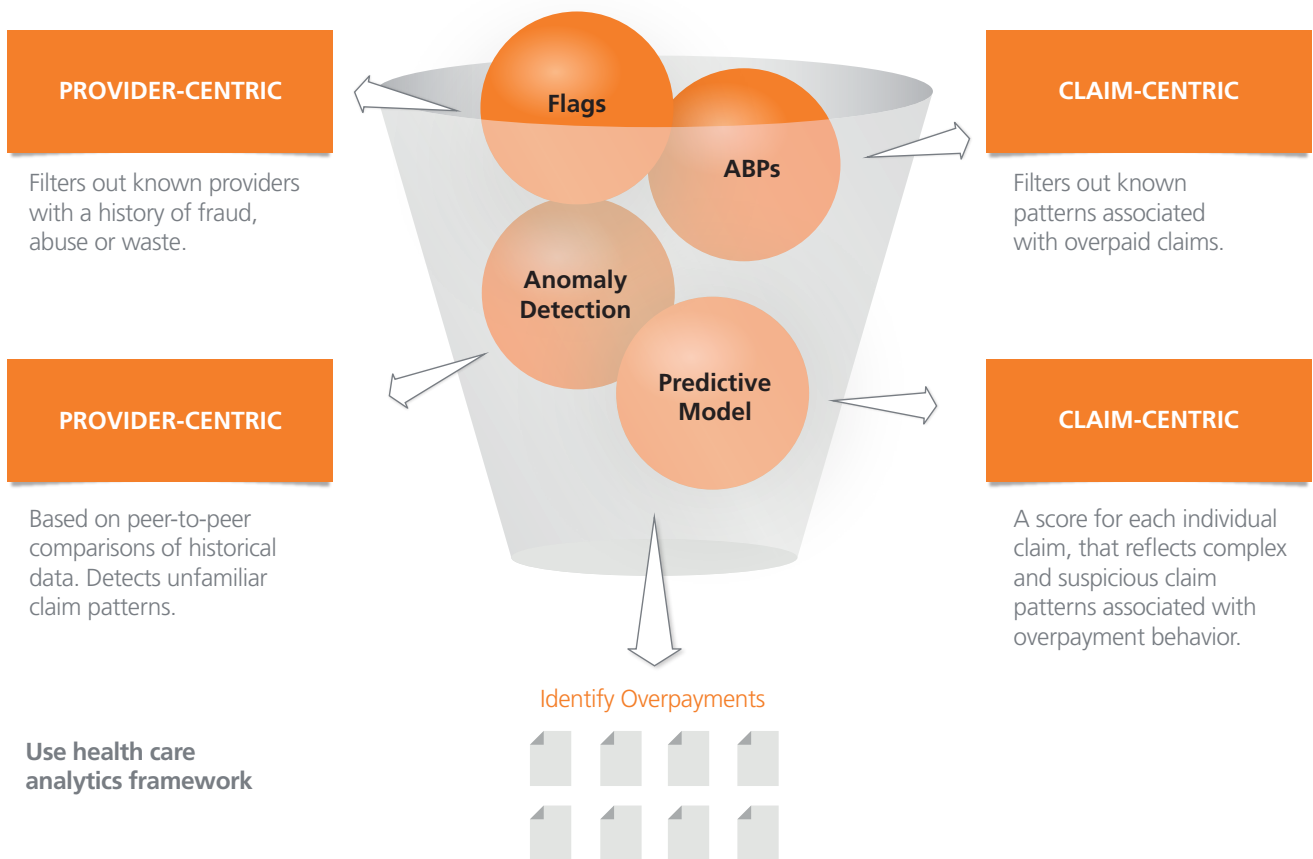 PROVIDER-CENTRIC
Filters out known providers
with a history of fraud,
abuse or waste.
Flags
ABPs
CLAIM-CENTRIC
Filters out known
patterns associated
with overpaid claims.
Anomaly
Detection
Predictive
Model
PROVIDER-CENTRIC
Based on peer-to-peer
comparisons of historical
data. Detects unfamiliar
claim patterns.
CLAIM-CENTRIC
A score for each individual
claim, that reflects complex
and suspicious claim
patterns associated with
overpayment behavior.
Identify Overpayments
Use health care
analytics framework